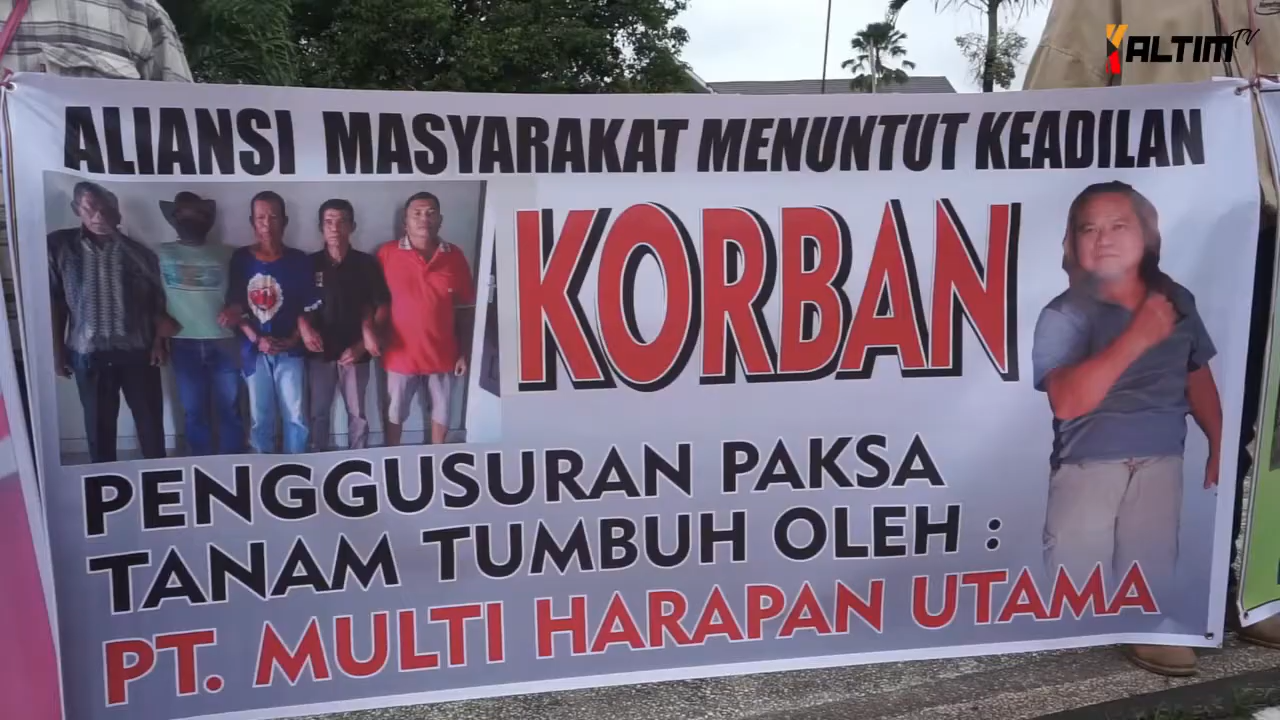 KALTIM TV
ALIANSI MASYARAKAT MENUNTUT KEADILAN
KORBAN
PENGGUSURAN PAKSA
TANAM TUMBUH OLEH :
PT. MULTI HARAPAN UTAMA